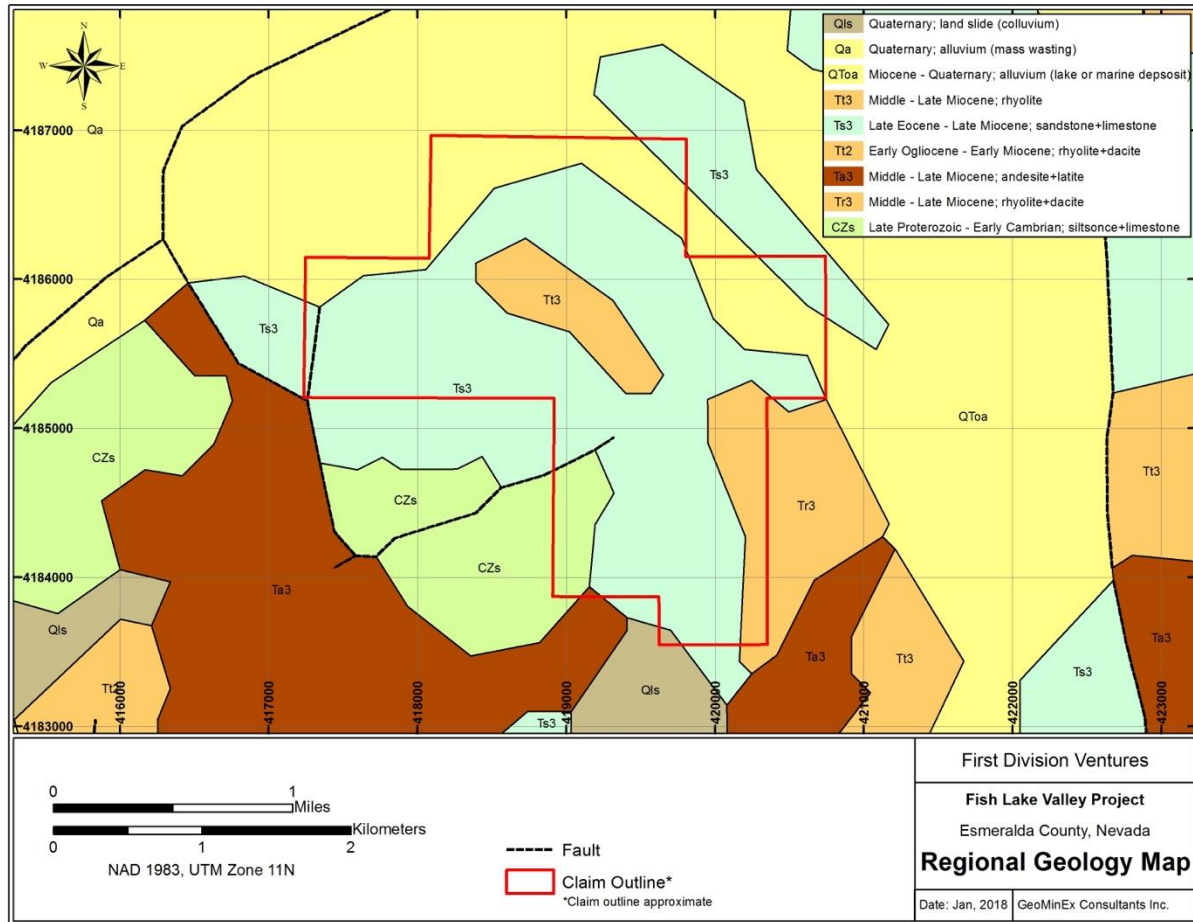 N
W E
S
Qls Quaternary; land slide (colluvium)
Qa Quaternary; alluvium (mass wasting)
QToa Miocene - Quaternary; alluvium (lake or marine deposit)
Tt3 Middle - Late Miocene; rhyolite
Ts3 Late Eocene - Late Miocene; sandstone+limestone
Tt2 Early Ogliocene - Early Miocene; rhyolite+dacite
Ta3 Middle - Late Miocene; andesite+latite
Tr3 Middle - Late Miocene; rhyolite+dacite
CZs Late Proterozoic - Early Cambrian; siltsonce+limestone
4187000
Qa
Ts3
4186000
Tt3
Qa
Ts3
Ts3
4185000
QToa
CZs
Tt3
CZs
Tr3
CZs
4184000
Ta3
Qls
Ta3
Ta3
Tt3
Ts3
Tt2
Qls
Ts3
4183000
416000
417000
418000
419000
420000
421000
422000
423000
0 1
Miles
Kilometers
0 1 2
NAD 1983, UTM Zone 11N
Fault
Claim Outline*
*Claim outline approximate
First Division Ventures
Fish Lake Valley Project
Esmeralda County, Nevada
Regional Geology Map
Date: Jan, 2018 GeoMinEx Consultants Inc.